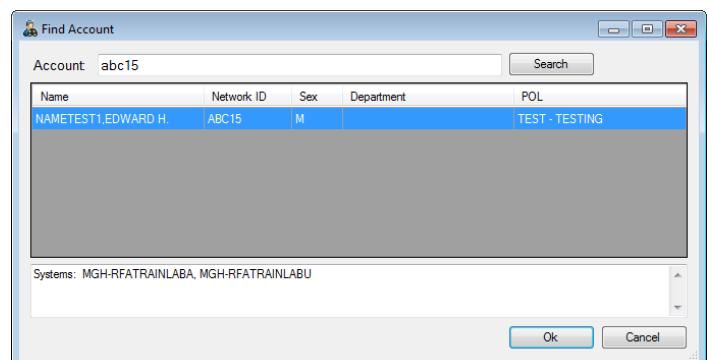 Find Account
Account abc15 Search
Name Network ID Sex Department POL
NAMETEST1,EDWARD H. ABC15 M TEST - TESTING
Systems: MGH-RFATRAINLABA, MGH-RFATRAINLABU
Ok Cancel